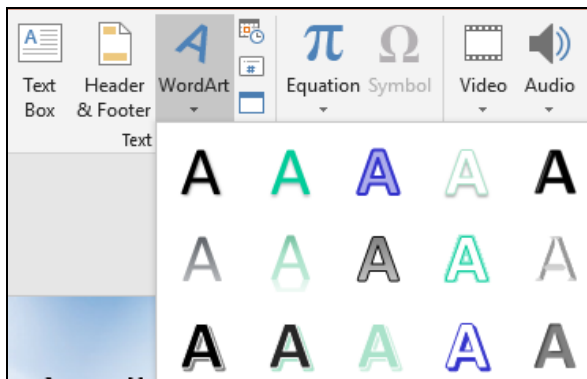 Text Box
Header & Footer
WordArt
Equation
Symbol
Video
Audio
Text
A A A A A
A A A A A
A A A A A